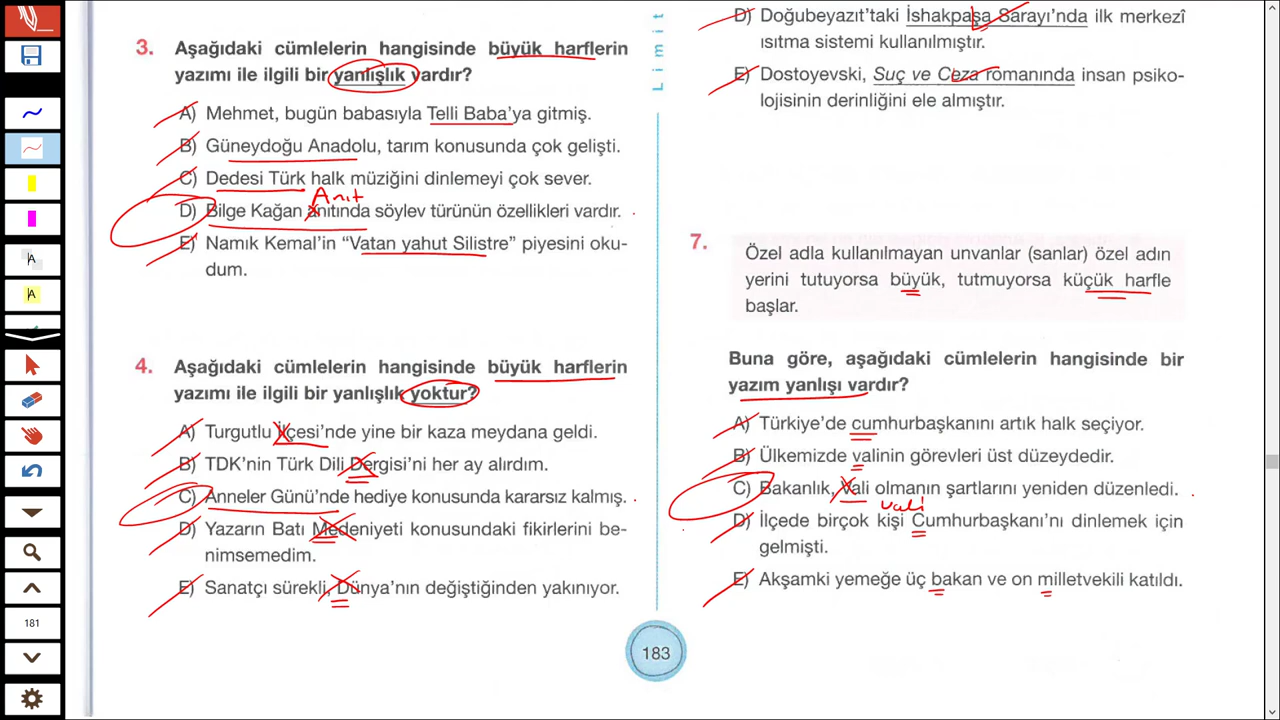 3. Aşağıdaki cümlelerin hangisinde büyük harflerin
yazımı ile ilgili bir yanlışlık vardır?
A) Mehmet, bugün babasıyla Telli Baba'ya gitmiş.
B) Güneydoğu Anadolu, tarım konusunda çok gelişti.
C) Dedesi Türk halk müziğini dinlemeyi çok sever.
Anıt
D) Bilge Kağan anıtında söylev türünün özellikleri vardır.
E) Namık Kemal'in "Vatan yahut Silistre" piyesini oku-
dum.
4. Aşağıdaki cümlelerin hangisinde büyük harflerin
yazımı ile ilgili bir yanlışlık yoktur?
A) Turgutlu İlçesi'nde yine bir kaza meydana geldi.
B) TDK'nin Türk Dili Dergisi'ni her ay alırdım.
C) Anneler Günü'nde hediye konusunda kararsız kalmış.
D) Yazarın Batı Medeniyeti konusundaki fikirlerini be-
nimsemedim.
E) Sanatçı sürekli, Dünya'nın değiştiğinden yakınıyor.
Limit
183
D) Doğubeyazıt'taki İshakpaşa Sarayı'nda ilk merkezî
ısıtma sistemi kullanılmıştır.
E) Dostoyevski, Suç ve Ceza romanında insan psiko-
lojisinin derinliğini ele almıştır.
7. Özel adla kullanılmayan unvanlar (sanlar) özel adın
yerini tutuyorsa büyük, tutmuyorsa küçük harfle
başlar.
Buna göre, aşağıdaki cümlelerin hangisinde bir
yazım yanlışı vardır?
A) Türkiye'de cumhurbaşkanını artık halk seçiyor.
B) Ülkemizde valinin görevleri üst düzeydedir.
C) Bakanlık, Vali olmanın şartlarını yeniden düzenledi.
vali
D) İlçede birçok kişi Cumhurbaşkanı'nı dinlemek için
gelmişti.
E) Akşamki yemeğe üç bakan ve on milletvekili katıldı.
A
A
181